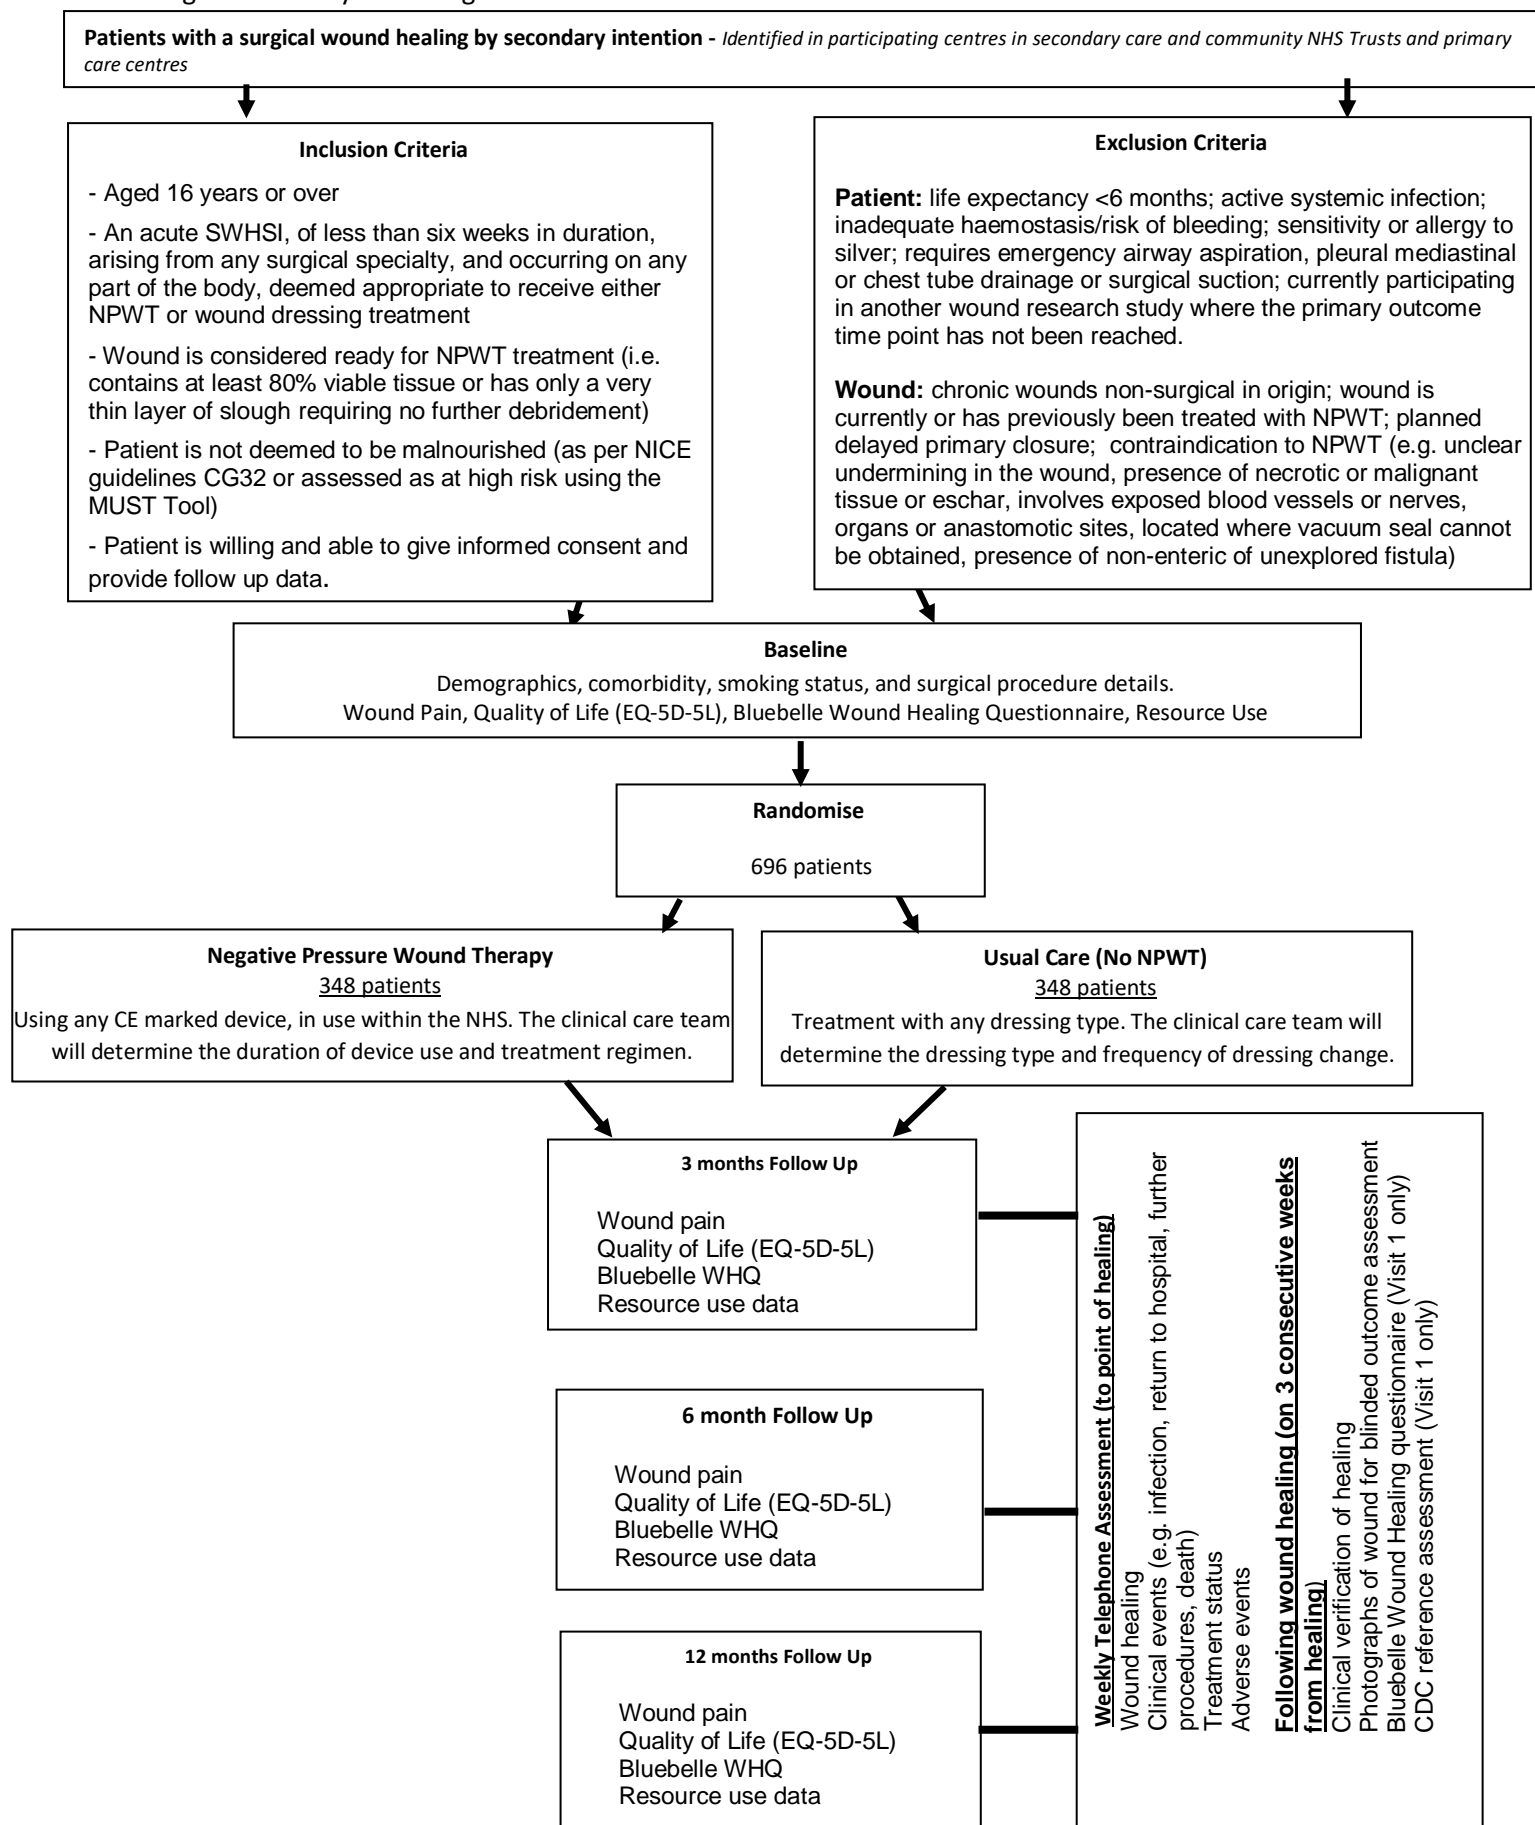 Patients with a surgical wound healing by secondary intention - Identified in participating centres in secondary care and community NHS Trusts and primary
care centres
Inclusion Criteria
- Aged 16 years or over
- An acute SWHSI, of less than six weeks in duration,
arising from any surgical specialty, and occurring on any
part of the body, deemed appropriate to receive either
NPWT or wound dressing treatment
- Wound is considered ready for NPWT treatment (i.e.
contains at least 80% viable tissue or has only a very
thin layer of slough requiring no further debridement)
- Patient is not deemed to be malnourished (as per NICE
guidelines CG32 or assessed as at high risk using the
MUST Tool)
- Patient is willing and able to give informed consent and
provide follow up data.
Exclusion Criteria
Patient: life expectancy <6 months; active systemic infection;
inadequate haemostasis/risk of bleeding; sensitivity or allergy to
silver; requires emergency airway aspiration, pleural mediastinal
or chest tube drainage or surgical suction; currently participating
in another wound research study where the primary outcome
time point has not been reached.
Wound: chronic wounds non-surgical in origin; wound is
currently or has previously been treated with NPWT; planned
delayed primary closure; contraindication to NPWT (e.g. unclear
undermining in the wound, presence of necrotic or malignant
tissue or eschar, involves exposed blood vessels or nerves,
organs or anastomotic sites, located where vacuum seal cannot
be obtained, presence of non-enteric of unexplored fistula)
Baseline
Demographics, comorbidity, smoking status, and surgical procedure details.
Wound Pain, Quality of Life (EQ-5D-5L), Bluebelle Wound Healing Questionnaire, Resource Use
Randomise
696 patients
Negative Pressure Wound Therapy
348 patients
Using any CE marked device, in use within the NHS. The clinical care team
will determine the duration of device use and treatment regimen.
Usual Care (No NPWT)
348 patients
Treatment with any dressing type. The clinical care team will
determine the dressing type and frequency of dressing change.
3 months Follow Up
Wound pain
Quality of Life (EQ-5D-5L)
Bluebelle WHQ
Resource use data
6 month Follow Up
Wound pain
Quality of Life (EQ-5D-5L)
Bluebelle WHQ
Resource use data
12 months Follow Up
Wound pain
Quality of Life (EQ-5D-5L)
Bluebelle WHQ
Resource use data
Weekly Telephone Assessment (to point of healing)
Wound healing
Clinical events (e.g. infection, return to hospital, further
procedures, death)
Treatment status
Adverse events
Following wound healing (on 3 consecutive weeks
from healing)
Clinical verification of healing
Photographs of wound for blinded outcome assessment
Bluebelle Wound Healing questionnaire (Visit 1 only)
CDC reference assessment (Visit 1 only)